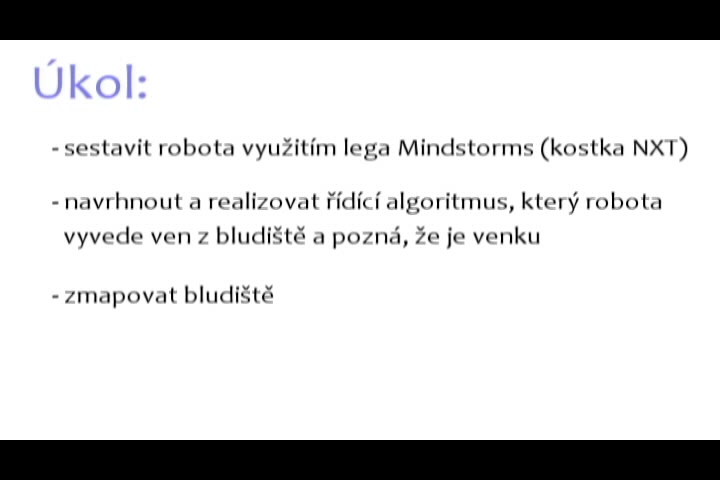 Úkol:
- sestavit robota využitím lega Mindstorms (kostka NXT)
- navrhnout a realizovat řídící algoritmus, který robota
vyvede ven z bludiště a pozná, že je venku
- zmapovat bludiště